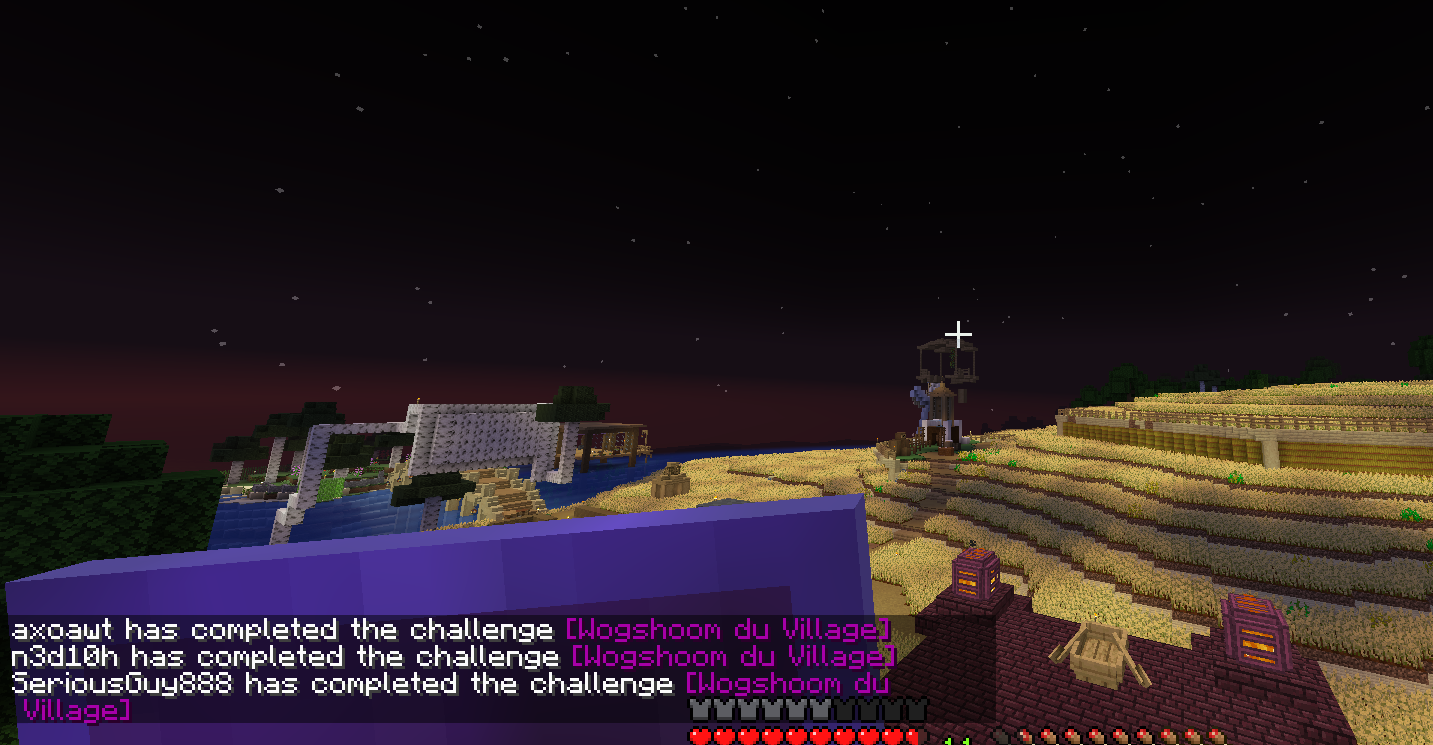 axoawt has completed the challenge [Wogshoom du Village]
n3d10h has completed the challenge [Wogshoom du Village]
SeriousGuy888 has completed the challenge [Wogshoom du
Village]